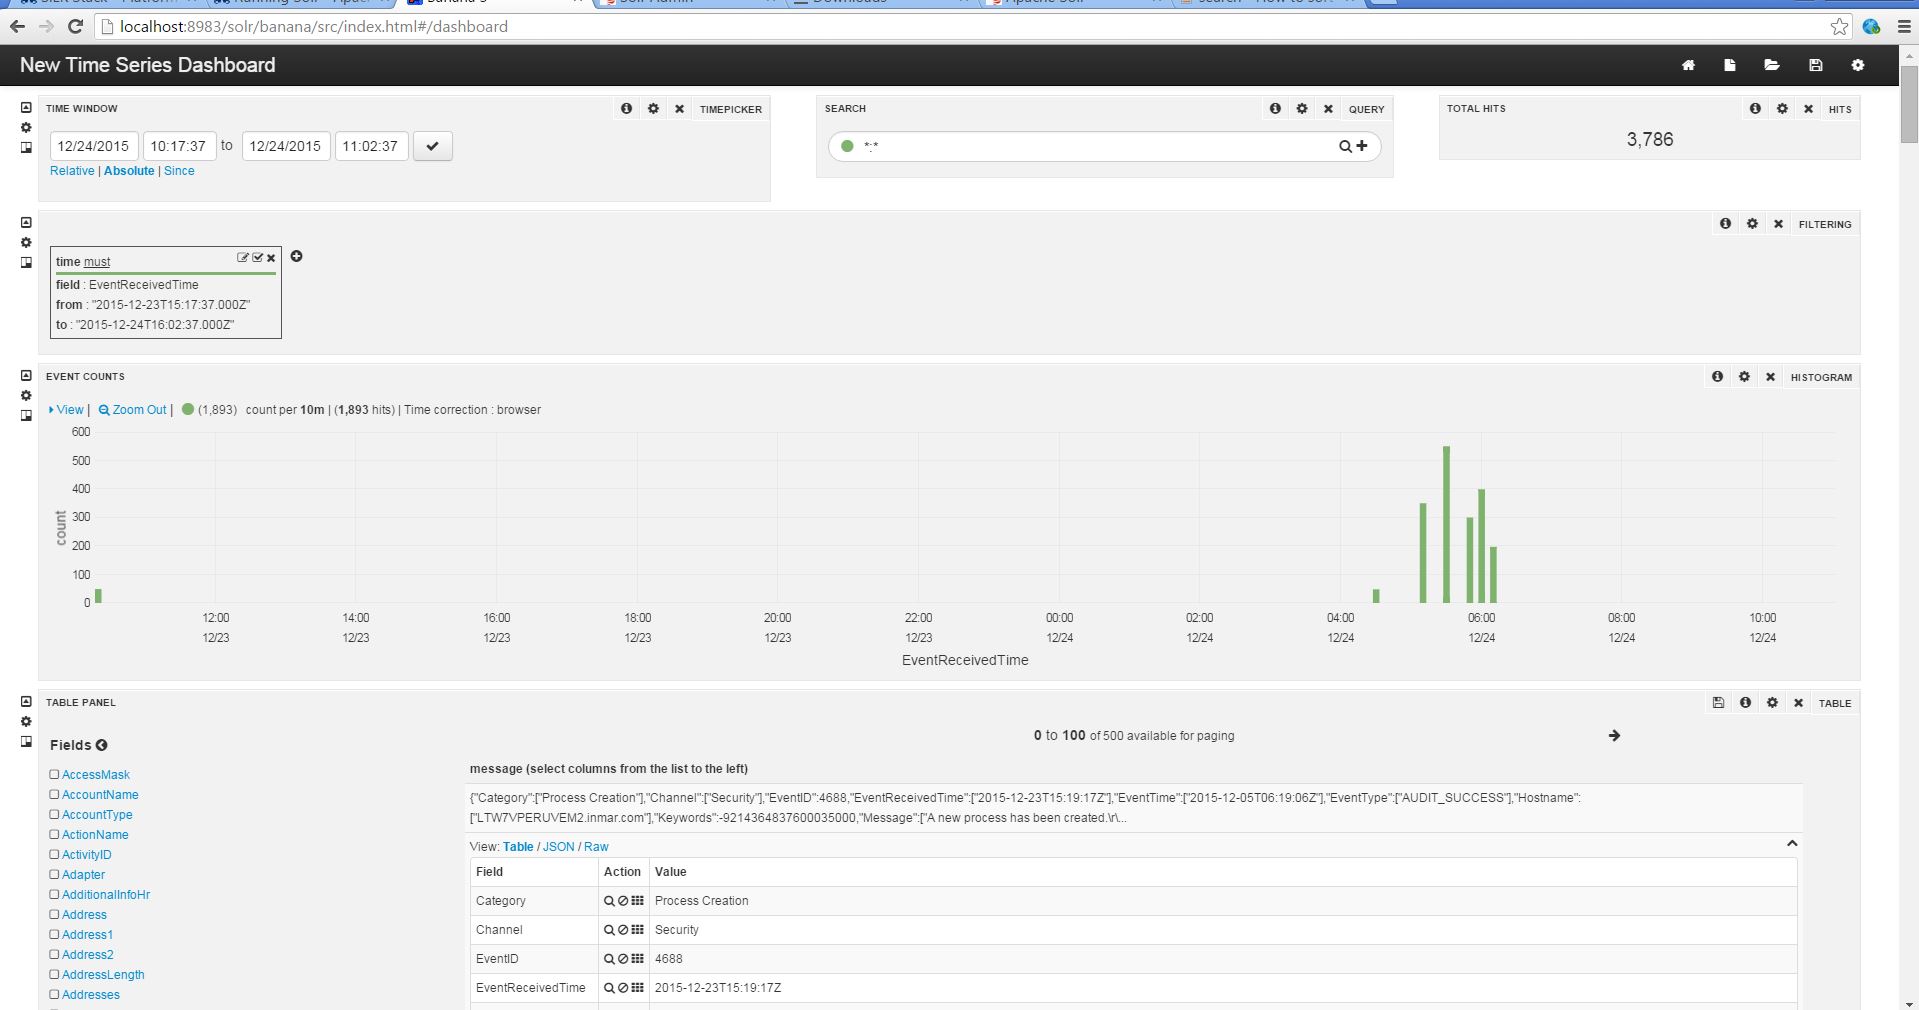 localhost:8983/solr/banana/src/index.html#/dashboard
New Time Series Dashboard
TIME WINDOW
TIMEPICKER
12/24/2015 10:17:37 to 12/24/2015 11:02:37
Relative | Absolute | Since
SEARCH
QUERY
*:*
TOTAL HITS
HITS
3,786
FILTERING
time must
field : EventReceivedTime
from : "2015-12-23T15:17:37.000Z"
to : "2015-12-24T16:02:37.000Z"
EVENT COUNTS
HISTOGRAM
View | Zoom Out | (1,893) count per 10m | (1,893 hits) | Time correction : browser
600
500
400
300
200
100
0
count
12:00 14:00 16:00 18:00 20:00 22:00 00:00 02:00 04:00 06:00 08:00 10:00
12/23 12/23 12/23 12/23 12/23 12/23 12/24 12/24 12/24 12/24 12/24 12/24
EventReceivedTime
TABLE PANEL
TABLE
Fields
AccessMask
AccountName
AccountType
ActionName
ActivityID
Adapter
AdditionalInfoHr
Address
Address1
Address2
AddressLength
Addresses
0 to 100 of 500 available for paging
message (select columns from the list to the left)
{"Category":["Process Creation"],"Channel":["Security"],"EventID":4688,"EventReceivedTime":["2015-12-23T15:19:17Z"],"EventTime":["2015-12-05T06:19:06Z"],"EventType":["AUDIT_SUCCESS"],"Hostname":
["LTW7VPERUVEM2.inmar.com"],"Keywords":-9214364837600035000,"Message":["A new process has been created.\r\...
View: Table / JSON / Raw
Field Action Value
Category Process Creation
Channel Security
EventID 4688
EventReceivedTime 2015-12-23T15:19:17Z